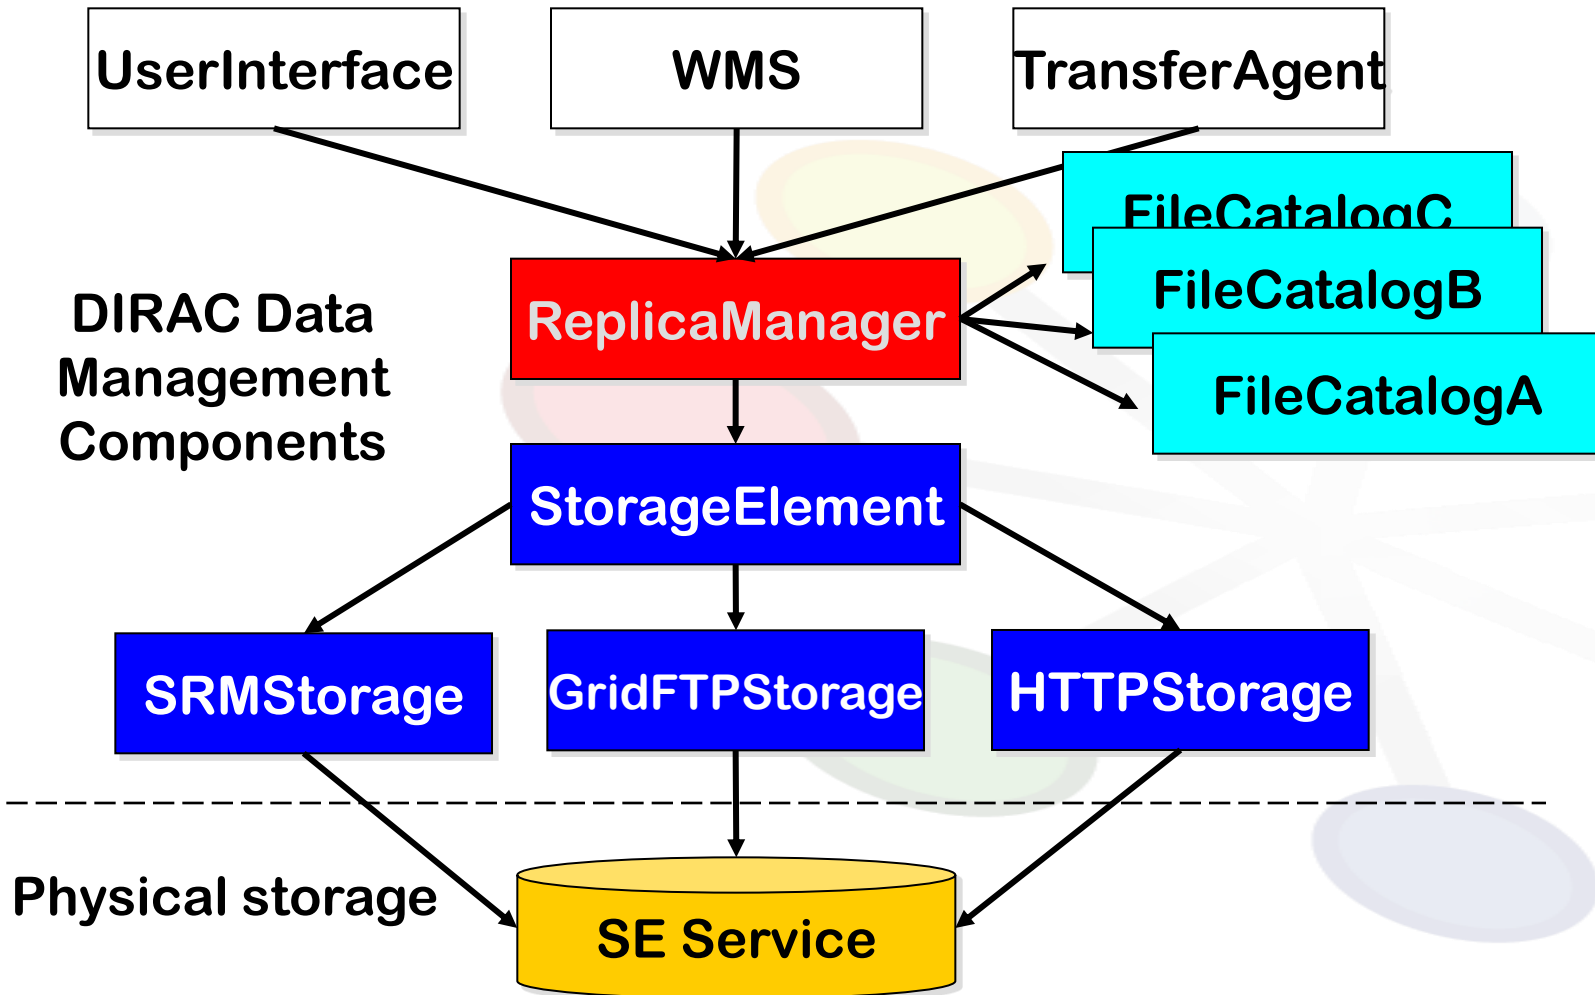 UserInterface
WMS
TransferAgent
FileCatalogC
FileCatalogB
ReplicaManager
FileCatalogA
DIRAC Data
Management
Components
StorageElement
SRMStorage
GridFTPStorage
HTTPStorage
Physical storage
SE Service